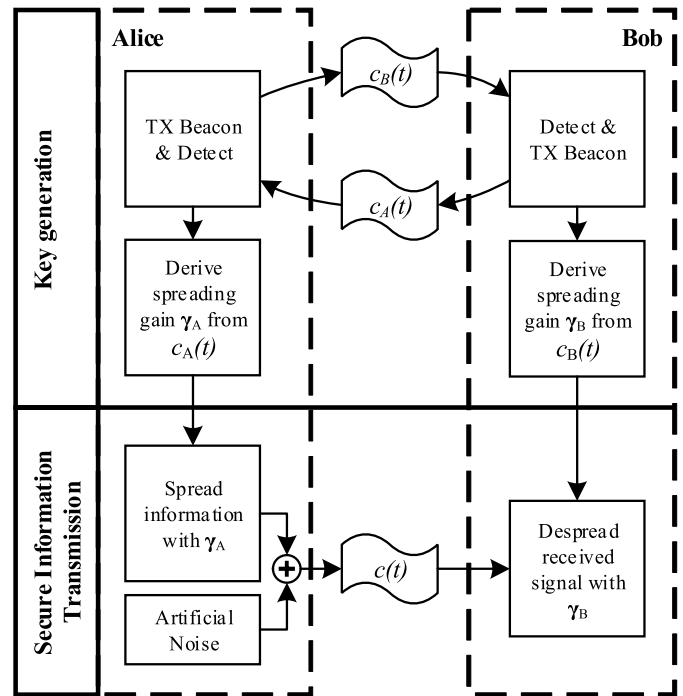 Alice
Bob
Key generation
TX Beacon
& Detect
c_B(t)
Detect &
TX Beacon
c_A(t)
Derive
spreading
gain γ_A from
c_A(t)
Derive
spreading
gain γ_B from
c_B(t)
Secure Information
Transmission
Spread
information
with γ_A
+
Artificial
Noise
c(t)
Despread
received
signal with
γ_B